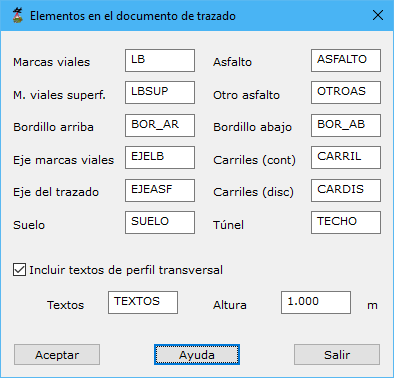 Elementos en el documento de trazado
Marcas viales LB Asfalto ASFALTO
M. viales superf. LBSUP Otro asfalto OTROAS
Bordillo arriba BOR_AR Bordillo abajo BOR_AB
Eje marcas viales EJELB Carriles (cont) CARRIL
Eje del trazado EJEASF Carriles (disc) CARDIS
Suelo SUELO Túnel TECHO
Incluir textos de perfil transversal
Textos TEXTOS Altura 1.000 m
Aceptar Ayuda Salir